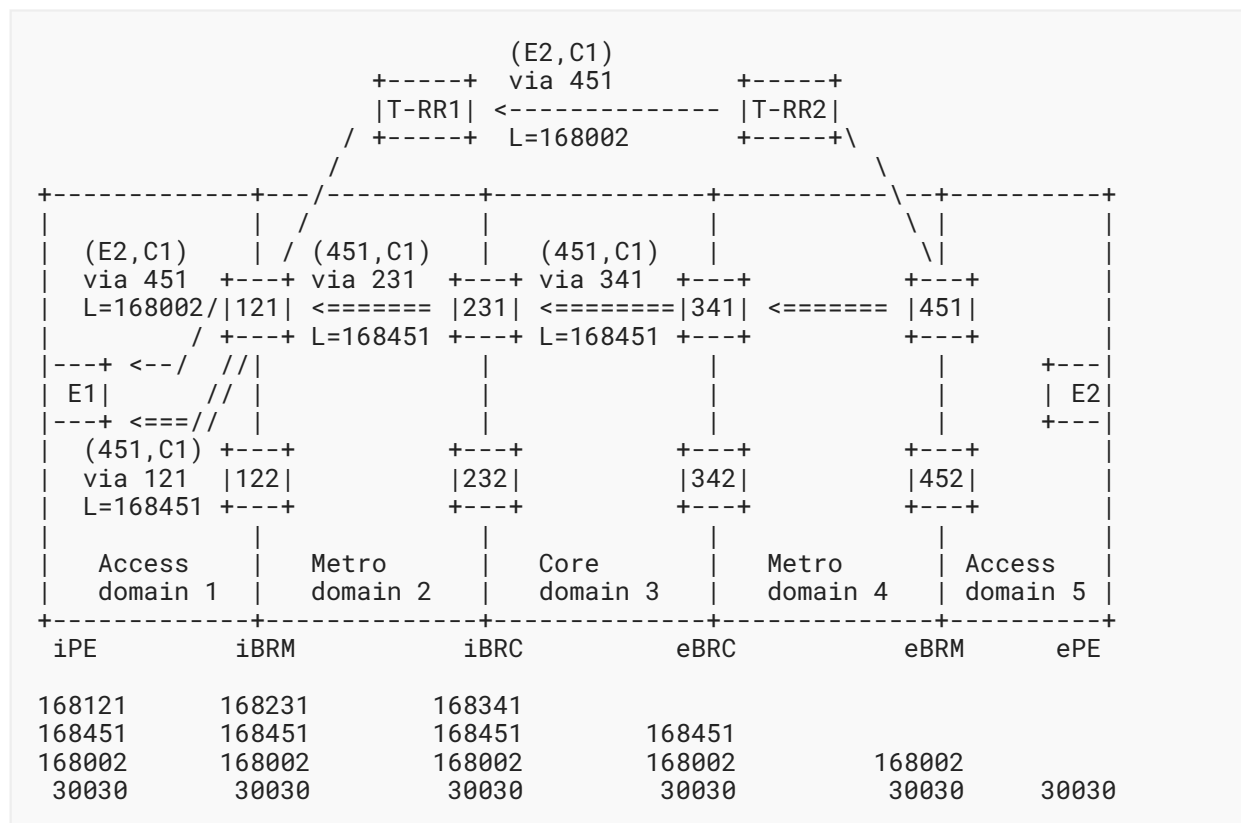 (E2,C1)
                      +-----+  via 451        +-----+
                      |T-RR1| <-------------- |T-RR2|
                    / +-----+  L=168002       +-----+\
                   /                                  \
+-------------+---/----------+--------------+----------\--+----------+
|             |  /           |              |           \ |          |
|  (E2,C1)    | / (451,C1)   |   (451,C1)   |            \|          |
|  via 451  +---+ via 231  +---+ via 341  +---+         +---+        |
|  L=168002/|121| <======= |231| <========|341| <======= |451|        |
|         / +---+ L=168451 +---+ L=168451 +---+         +---+        |
|---+ <--/  //|              |              |             |      +---|
| E1|      // |              |              |             |      | E2|
|---+ <===//  |              |              |             |      +---|
|  (451,C1) +---+          +---+          +---+         +---+        |
|  via 121  |122|          |232|          |342|         |452|        |
|  L=168451 +---+          +---+          +---+         +---+        |
|             |              |              |             |          |
|   Access    |   Metro      |   Core       |   Metro     | Access   |
|   domain 1  |   domain 2   |   domain 3   |   domain 4  | domain 5 |
+-------------+--------------+--------------+-------------+----------+
 iPE         iBRM           iBRC          eBRC          eBRM      ePE
168121      168231        168341
168451      168451        168451       168451
168002      168002        168002       168002         168002
 30030       30030         30030        30030          30030    30030